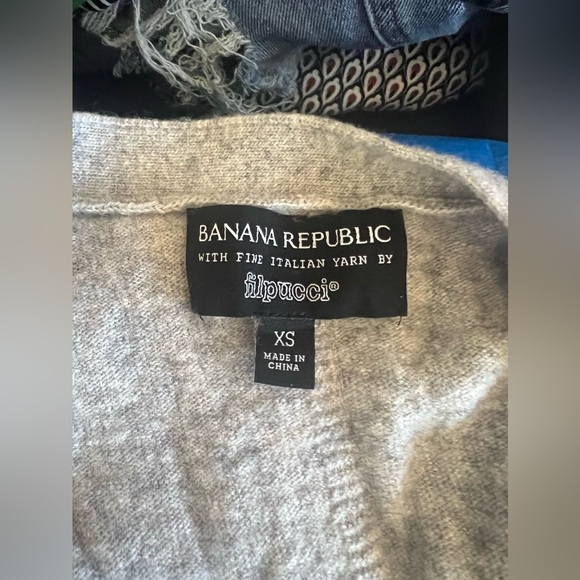 BANANA REPUBLIC
WITH FINE ITALIAN YARN BY
filpucci®
XS
MADE IN
CHINA